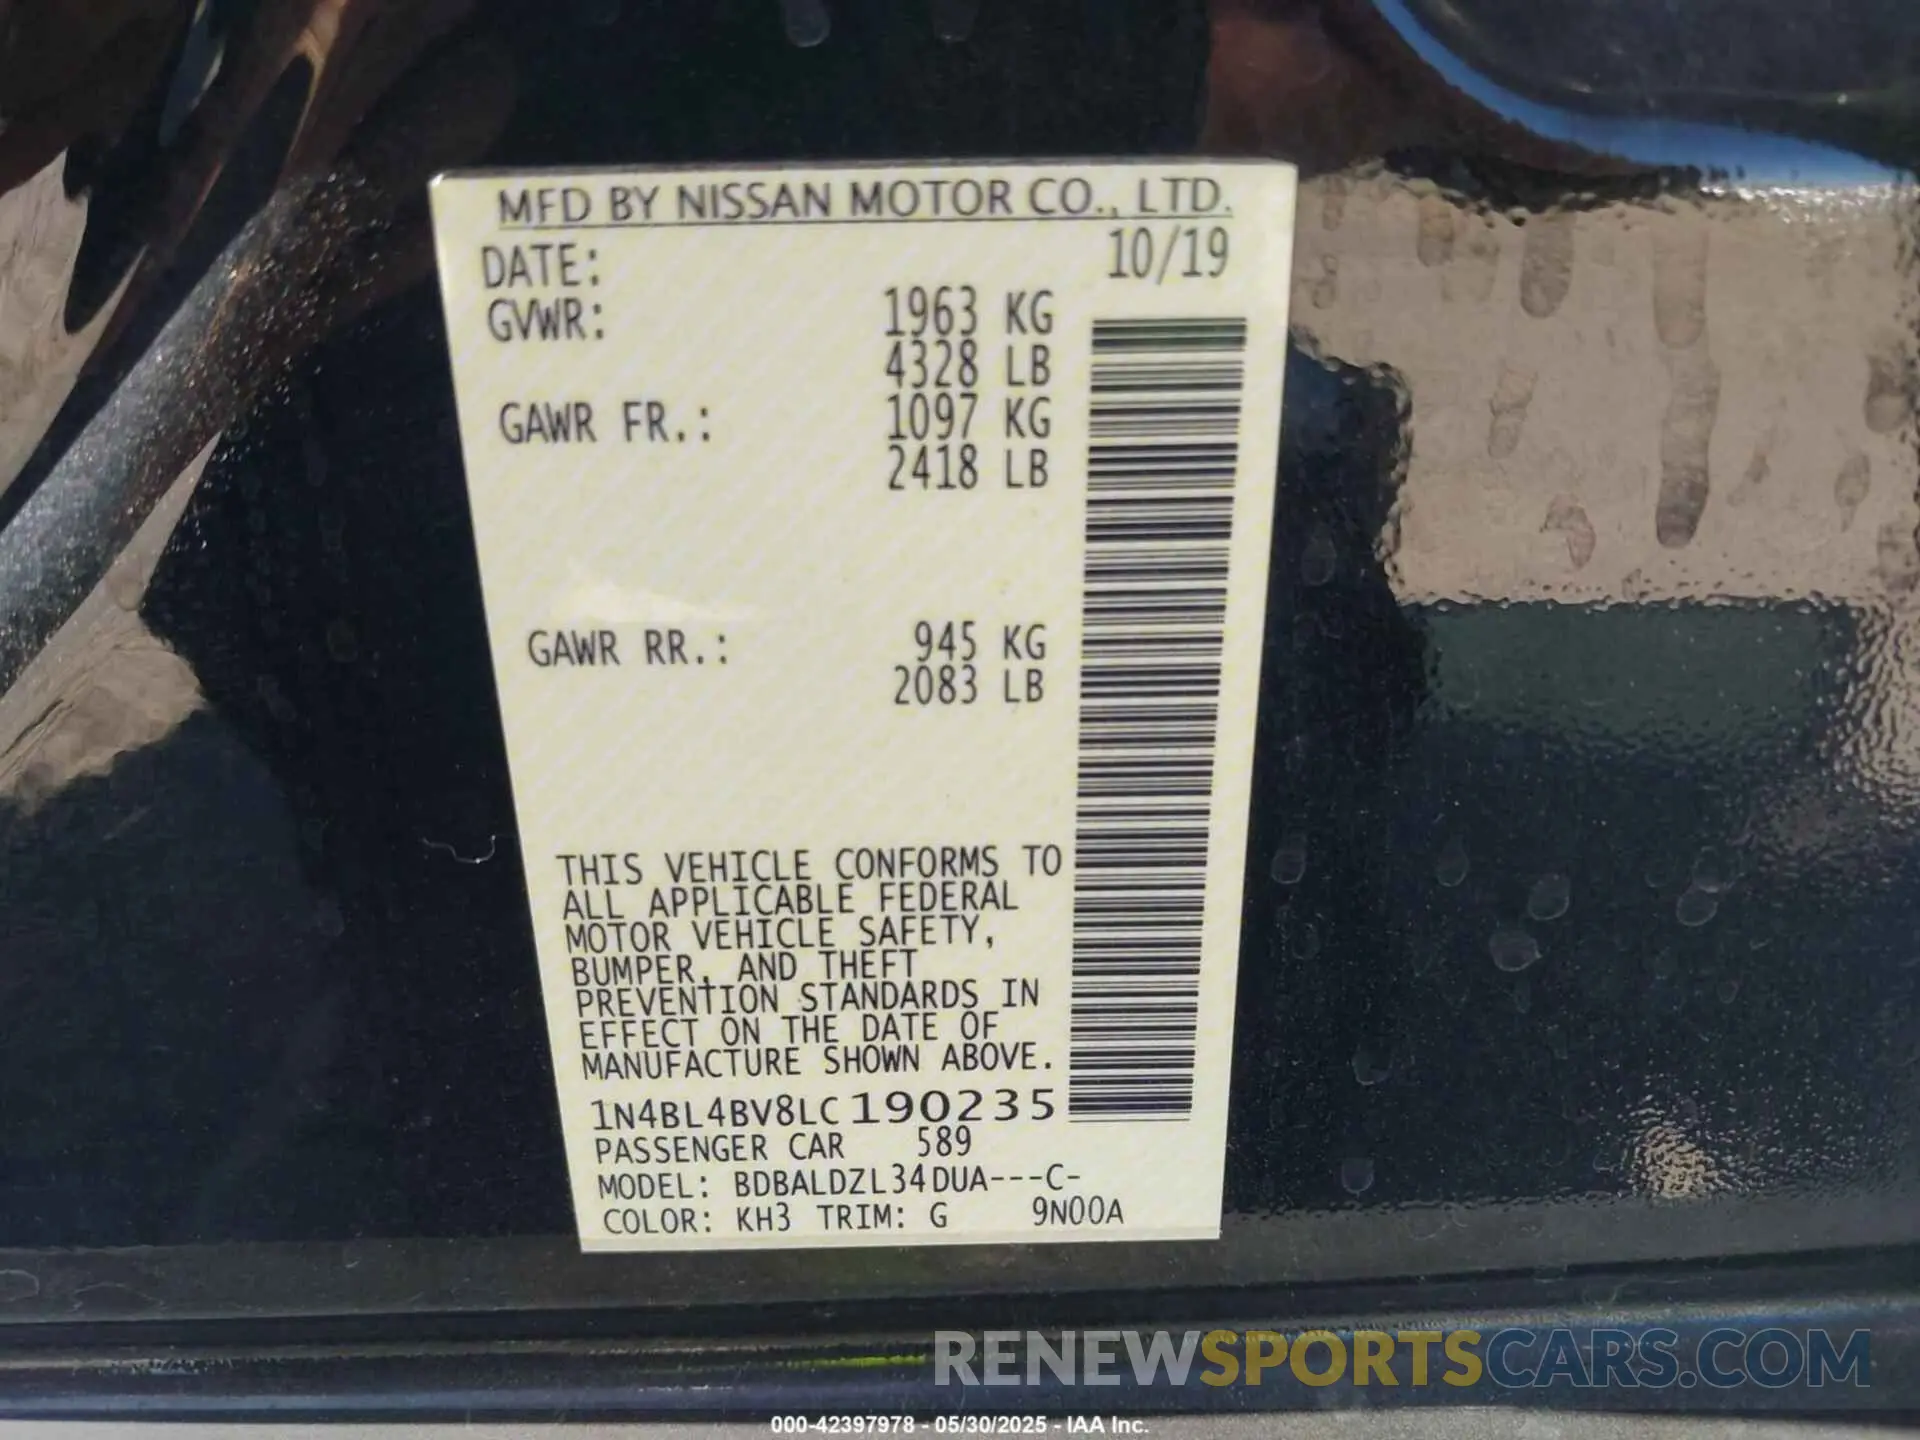 MFD BY NISSAN MOTOR CO., LTD.
DATE: 10/19
GVWR: 1963 KG
4328 LB
GAWR FR.: 1097 KG
2418 LB
GAWR RR.: 945 KG
2083 LB
THIS VEHICLE CONFORMS TO
ALL APPLICABLE FEDERAL
MOTOR VEHICLE SAFETY,
BUMPER, AND THEFT
PREVENTION STANDARDS IN
EFFECT ON THE DATE OF
MANUFACTURE SHOWN ABOVE.
1N4BL4BV8LC190235
PASSENGER CAR 589
MODEL: BDBALDZL34DUA---C-
COLOR: KH3 TRIM: G 9N00A
RENEWSPORTSCARS.COM
000-42397978 - 05/30/2025 - IAA Inc.